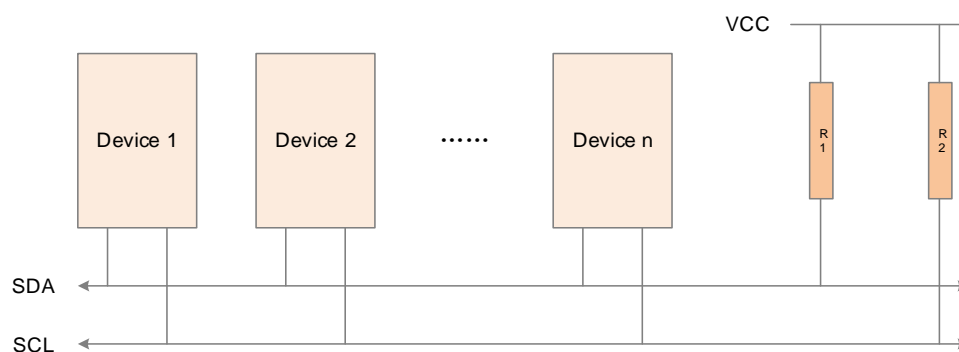 VCC
Device 1
Device 2
……
Device n
R
1
R
2
SDA
SCL